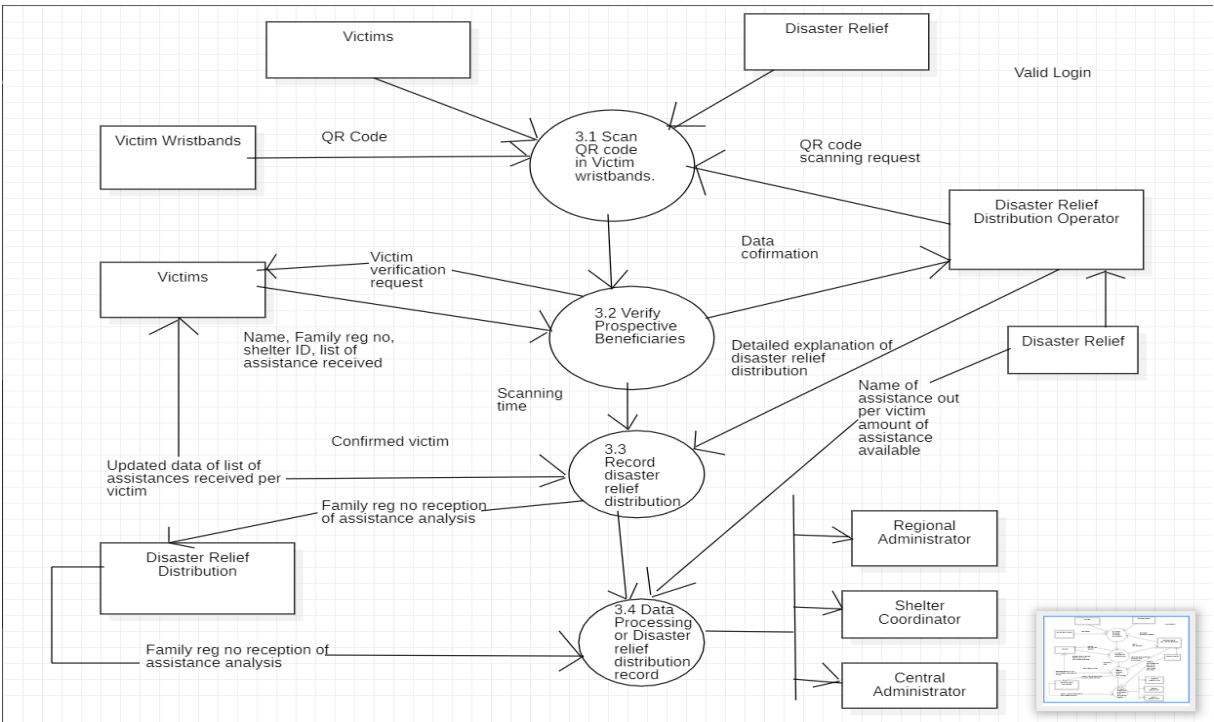 Victims
Disaster Relief
Valid Login
Victim Wristbands
QR Code
3.1 Scan
QR code
in Victim
wristbands.
QR code
scanning request
Disaster Relief
Distribution Operator
Data
cofirmation
Victim
verification
request
Victims
3.2 Verify
Prospective
Beneficiaries
Name, Family reg no,
shelter ID, list of
assistance received
Detailed explanation of
disaster relief
distribution
Disaster Relief
Scanning
time
Name of
assistance out
per victim
amount of
assistance
available
Confirmed victim
3.3
Record
disaster
relief
distribution
Updated data of list of
assistances received per
victim
Family reg no reception
of assistance analysis
Regional
Administrator
Disaster Relief
Distribution
3.4 Data
Processing
or Disaster
relief
distribution
record
Shelter
Coordinator
Family reg no reception of
assistance analysis
Central
Administrator